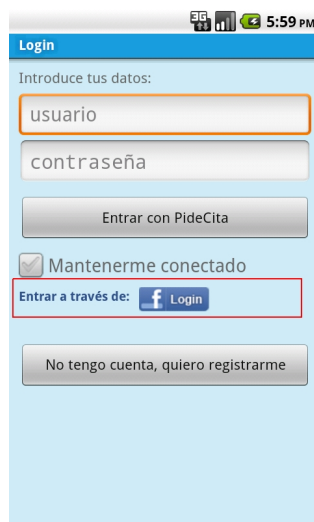 3G 5:59 PM
Login
Introduce tus datos:
usuario
contraseña
Entrar con PideCita
Mantenerme conectado
Entrar a través de: f Login
No tengo cuenta, quiero registrarme